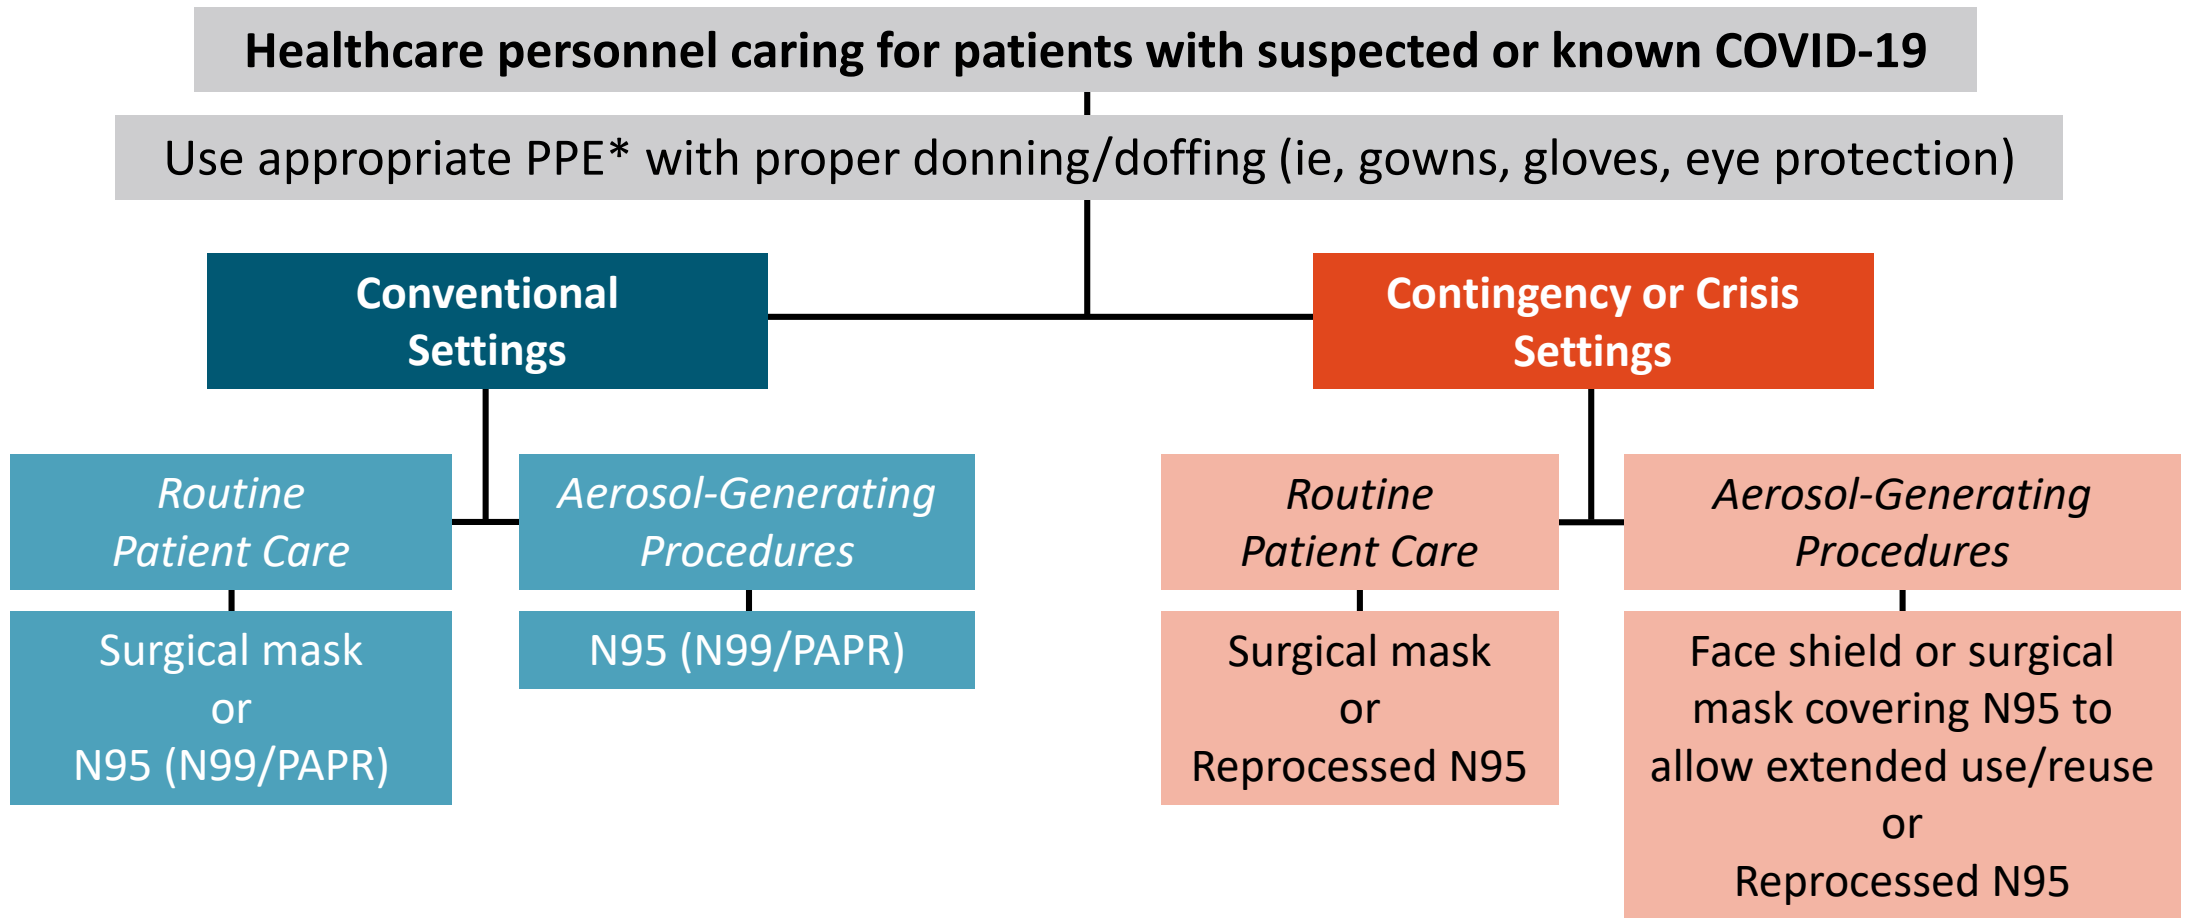 Healthcare personnel caring for patients with suspected or known COVID-19
Use appropriate PPE* with proper donning/doffing (ie, gowns, gloves, eye protection)
Conventional
Settings
Routine
Patient Care
Surgical mask
or
N95 (N99/PAPR)
Aerosol-Generating
Procedures
N95 (N99/PAPR)
Contingency or Crisis
Settings
Routine
Patient Care
Surgical mask
or
Reprocessed N95
Aerosol-Generating
Procedures
Face shield or surgical
mask covering N95 to
allow extended use/reuse
or
Reprocessed N95